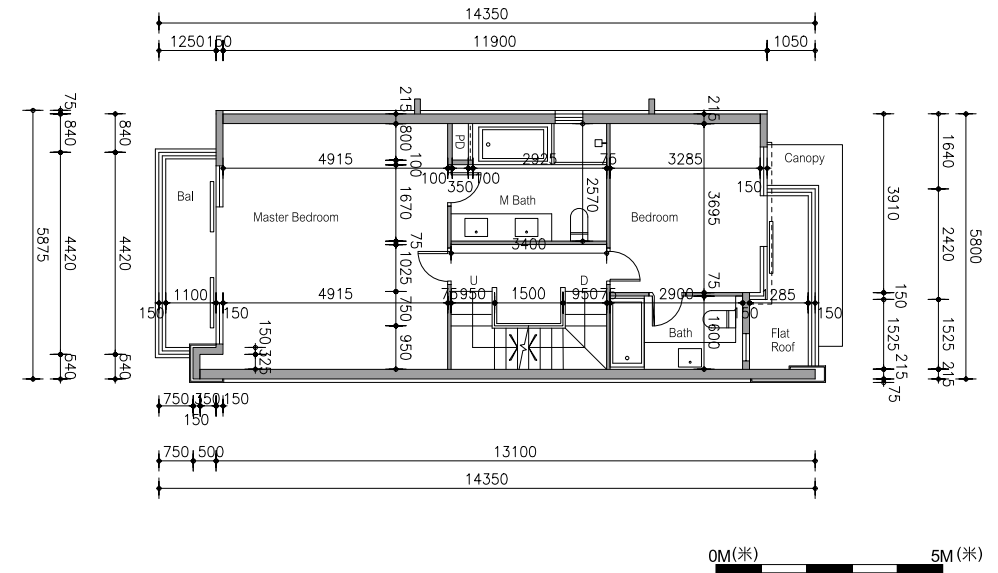 14350
1250 150 11900 1050
75
840
4420
540
5875
840
4420
540
215
800
100
1670
75
1025
750
950
4915
100 350 700
2925
75
3285
150
215
3695
75
1600
2570
PD
Canopy
Bal
M Bath
Master Bedroom
Bedroom
3400
U
D
150 1100 150
4915
75 950
1500
950 75
2900
150
285
150
Bath
Flat
Roof
150
325
3910
150
1525
215
75
1640
2420
1525
215
5800
750 350 150
150
750 500 13100
14350
0M(米) 5M(米)